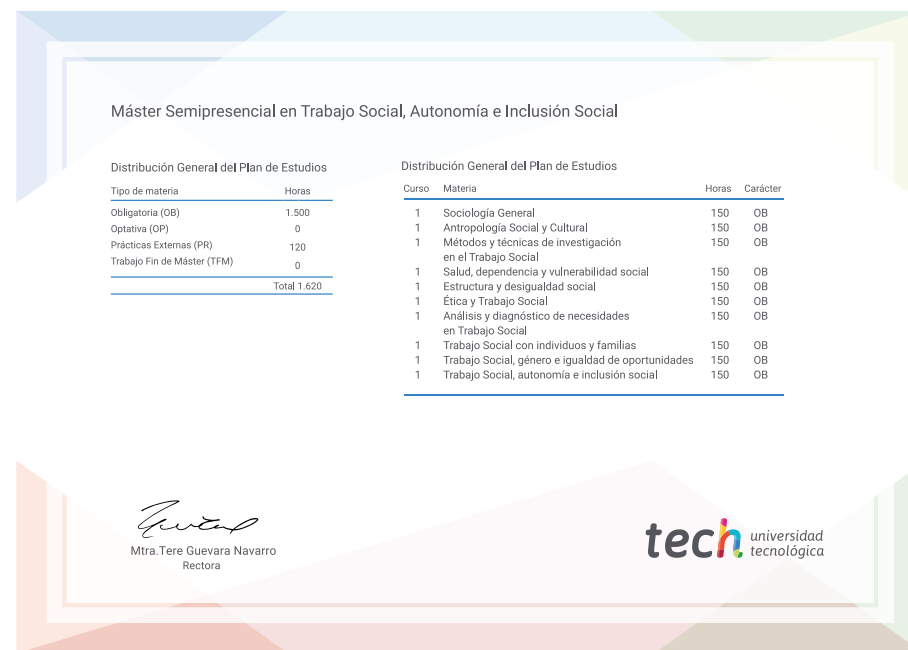 Máster Semipresencial en Trabajo Social, Autonomía e Inclusión Social
Distribución General del Plan de Estudios
Tipo de materia Horas
Obligatoria (OB) 1.500
Optativa (OP) 0
Prácticas Externas (PR) 120
Trabajo Fin de Máster (TFM) 0
Total 1.620
Distribución General del Plan de Estudios
Curso Materia Horas Carácter
1 Sociología General 150 OB
1 Antropología Social y Cultural 150 OB
1 Métodos y técnicas de investigación 150 OB
en el Trabajo Social
1 Salud, dependencia y vulnerabilidad social 150 OB
1 Estructura y desigualdad social 150 OB
1 Ética y Trabajo Social 150 OB
1 Análisis y diagnóstico de necesidades 150 OB
en Trabajo Social
1 Trabajo Social con individuos y familias 150 OB
1 Trabajo Social, género e igualdad de oportunidades 150 OB
1 Trabajo Social, autonomía e inclusión social 150 OB
Mtra.Tere Guevara Navarro
Rectora
tech universidad
tecnológica